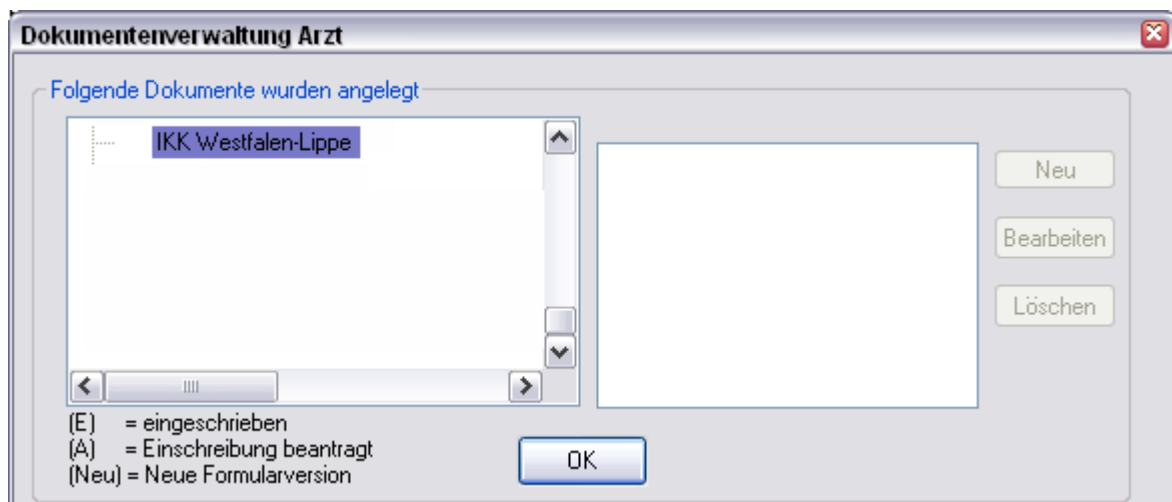 Dokumentenverwaltung Arzt
Folgende Dokumente wurden angelegt
IKK Westfalen-Lippe
Neu
Bearbeiten
Löschen
(E) = eingeschrieben
(A) = Einschreibung beantragt
(Neu) = Neue Formularversion
OK